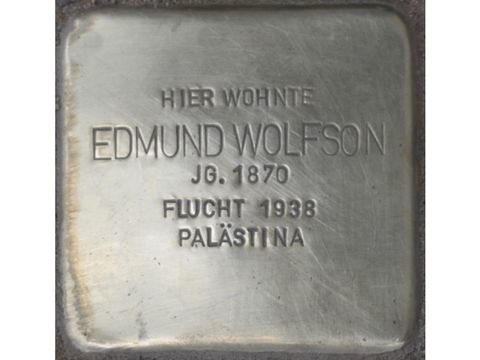 HIER WOHNTE
EDMUND WOLFSON
JG. 1870
FLUCHT 1938
PALÄSTINA